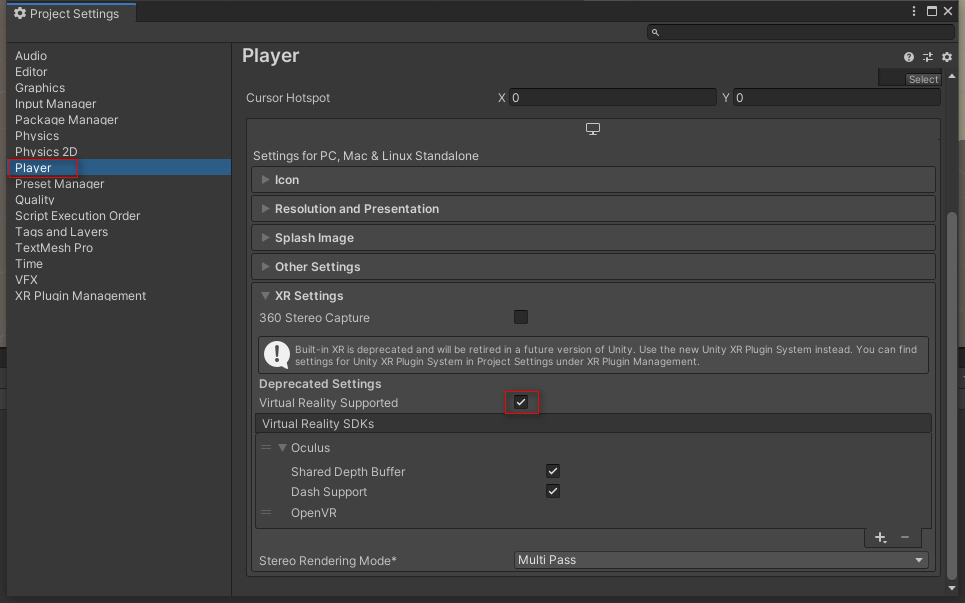 Project Settings
Audio
Editor
Graphics
Input Manager
Package Manager
Physics
Physics 2D
Player
Preset Manager
Quality
Script Execution Order
Tags and Layers
TextMesh Pro
Time
VFX
XR Plugin Management
Player
Select
Cursor Hotspot X 0 Y 0
Settings for PC, Mac & Linux Standalone
Icon
Resolution and Presentation
Splash Image
Other Settings
XR Settings
360 Stereo Capture
Built-in XR is deprecated and will be retired in a future version of Unity. Use the new Unity XR Plugin System instead. You can find
settings for Unity XR Plugin System in Project Settings under XR Plugin Management.
Deprecated Settings
Virtual Reality Supported
Virtual Reality SDKs
Oculus
Shared Depth Buffer
Dash Support
OpenVR
Stereo Rendering Mode* Multi Pass